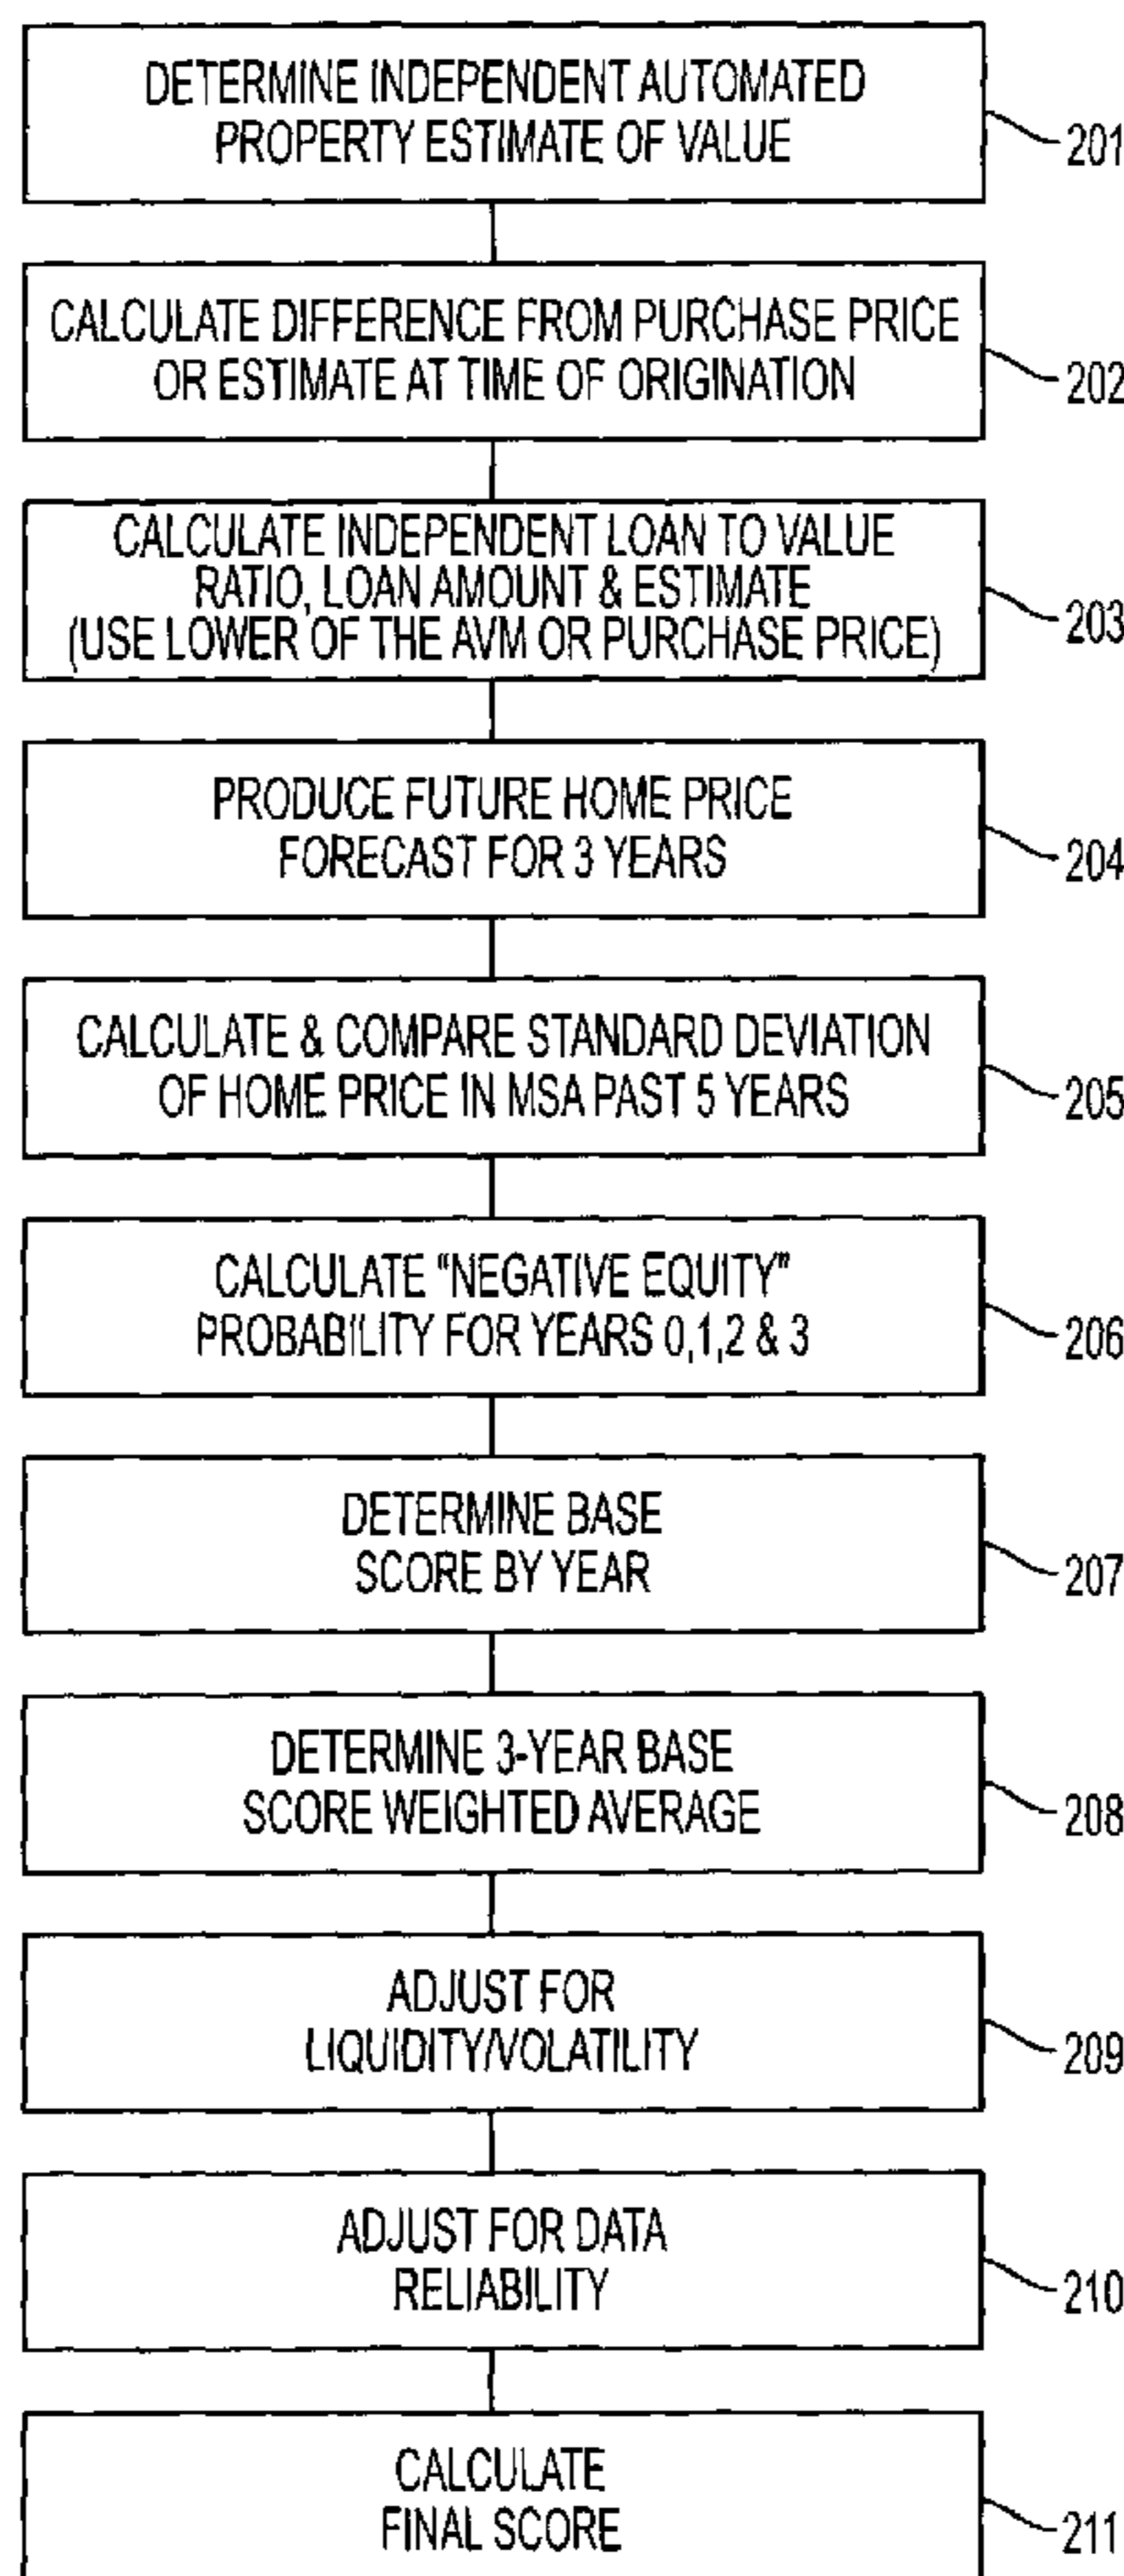 DETERMINE INDEPENDENT AUTOMATED
PROPERTY ESTIMATE OF VALUE
201
CALCULATE DIFFERENCE FROM PURCHASE PRICE
OR ESTIMATE AT TIME OF ORIGINATION
202
CALCULATE INDEPENDENT LOAN TO VALUE
RATIO, LOAN AMOUNT & ESTIMATE
(USE LOWER OF THE AVM OR PURCHASE PRICE)
203
PRODUCE FUTURE HOME PRICE
FORECAST FOR 3 YEARS
204
CALCULATE & COMPARE STANDARD DEVIATION
OF HOME PRICE IN MSA PAST 5 YEARS
205
CALCULATE "NEGATIVE EQUITY"
PROBABILITY FOR YEARS 0,1,2 & 3
206
DETERMINE BASE
SCORE BY YEAR
207
DETERMINE 3-YEAR BASE
SCORE WEIGHTED AVERAGE
208
ADJUST FOR
LIQUIDITY/VOLATILITY
209
ADJUST FOR DATA
RELIABILITY
210
CALCULATE
FINAL SCORE
211